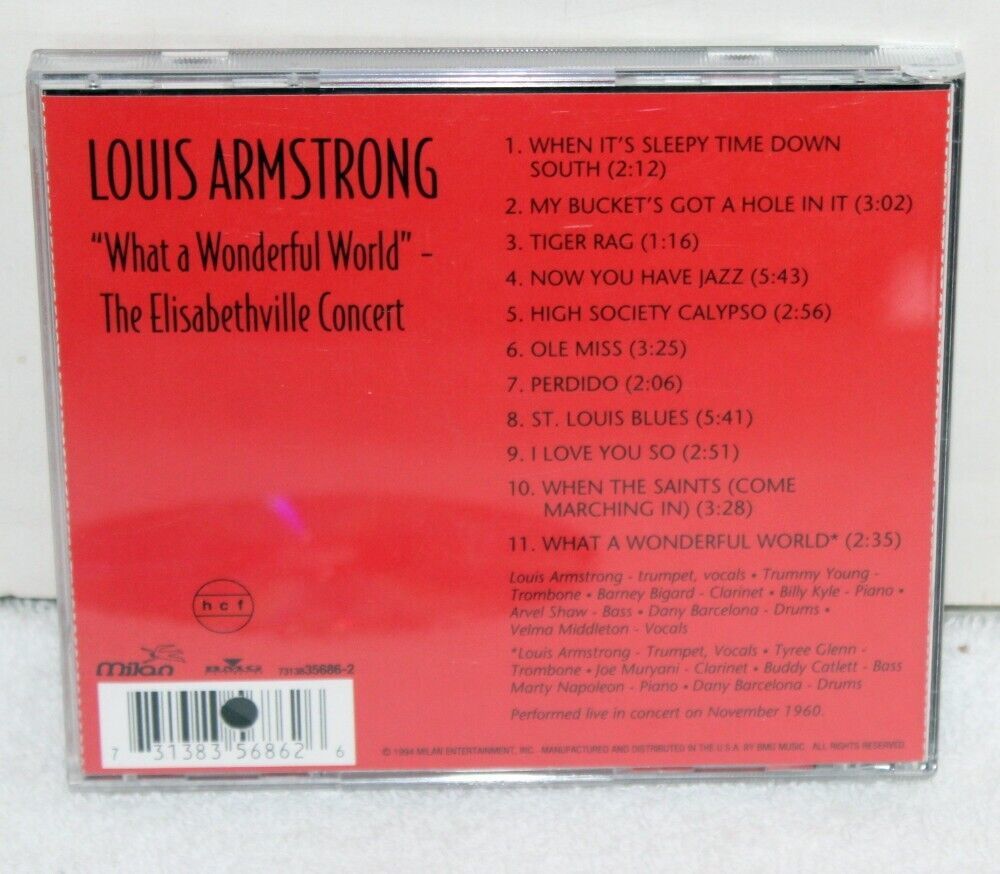 LOUIS ARMSTRONG
"What a Wonderful World" -
The Elisabethville Concert
1. WHEN IT'S SLEEPY TIME DOWN
SOUTH (2:12)
2. MY BUCKET'S GOT A HOLE IN IT (3:02)
3. TIGER RAG (1:16)
4. NOW YOU HAVE JAZZ (5:43)
5. HIGH SOCIETY CALYPSO (2:56)
6. OLE MISS (3:25)
7. PERDIDO (2:06)
8. ST. LOUIS BLUES (5:41)
9. I LOVE YOU SO (2:51)
10. WHEN THE SAINTS (COME
MARCHING IN) (3:28)
11. WHAT A WONDERFUL WORLD* (2:35)
Louis Armstrong - trumpet, vocals • Trummy Young -
Trombone • Barney Bigard - Clarinet • Billy Kyle - Piano •
Arvel Shaw - Bass • Dany Barcelona - Drums •
Velma Middleton - Vocals
*Louis Armstrong - Trumpet, Vocals • Tyree Glenn -
Trombone • Joe Muryani - Clarinet • Buddy Catlett - Bass
Marty Napoleon - Piano • Dany Barcelona - Drums
Performed live in concert on November 1960.
hcf
milan
BMG
7313835686-2
7 31383 56862 6
© 1994 MILAN ENTERTAINMENT, INC. MANUFACTURED AND DISTRIBUTED IN THE U.S.A. BY BMG MUSIC. ALL RIGHTS RESERVED.